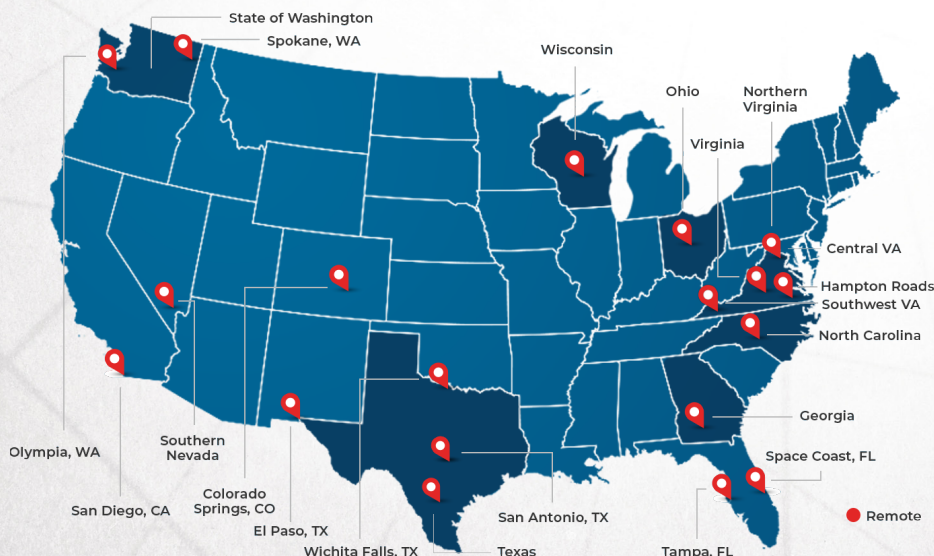 State of Washington
Spokane, WA
Wisconsin
Ohio
Northern
Virginia
Virginia
Central VA
Hampton Roads
Southwest VA
North Carolina
Georgia
Olympia, WA
Southern
Nevada
Space Coast, FL
San Diego, CA
Colorado
Springs, CO
El Paso, TX
San Antonio, TX
Remote
Wichita Falls, TX
Texas
Tampa, FL